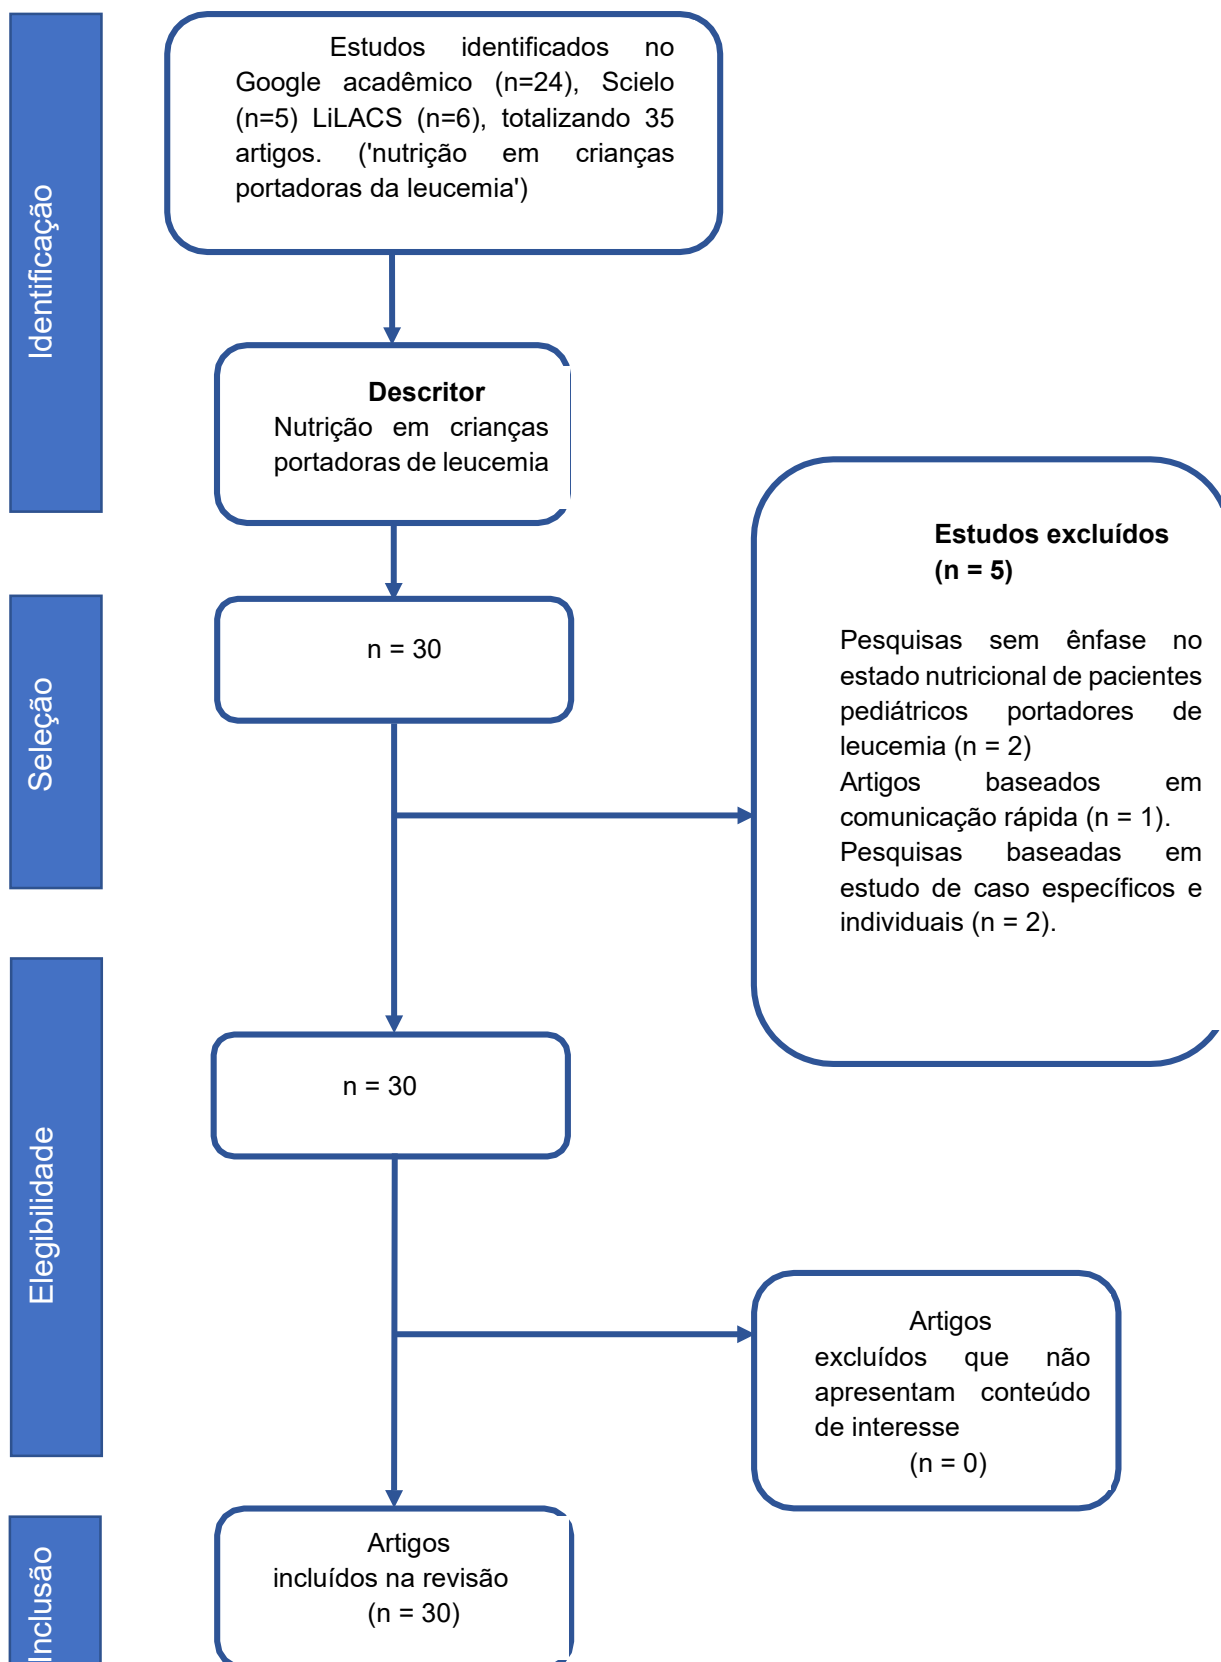 Identificação
Estudos identificados no
Google acadêmico (n=24), Scielo
(n=5) LiLACS (n=6), totalizando 35
artigos. ('nutrição em crianças
portadoras da leucemia')
Descritor
Nutrição em crianças
portadoras de leucemia
Seleção
n = 30
Estudos excluídos
(n = 5)
Pesquisas sem ênfase no
estado nutricional de pacientes
pediátricos portadores de
leucemia (n = 2)
Artigos baseados em
comunicação rápida (n = 1).
Pesquisas baseadas em
estudo de caso específicos e
individuais (n = 2).
Elegibilidade
n = 30
Artigos
excluídos que não
apresentam conteúdo
de interesse
(n = 0)
Inclusão
Artigos
incluídos na revisão
(n = 30)